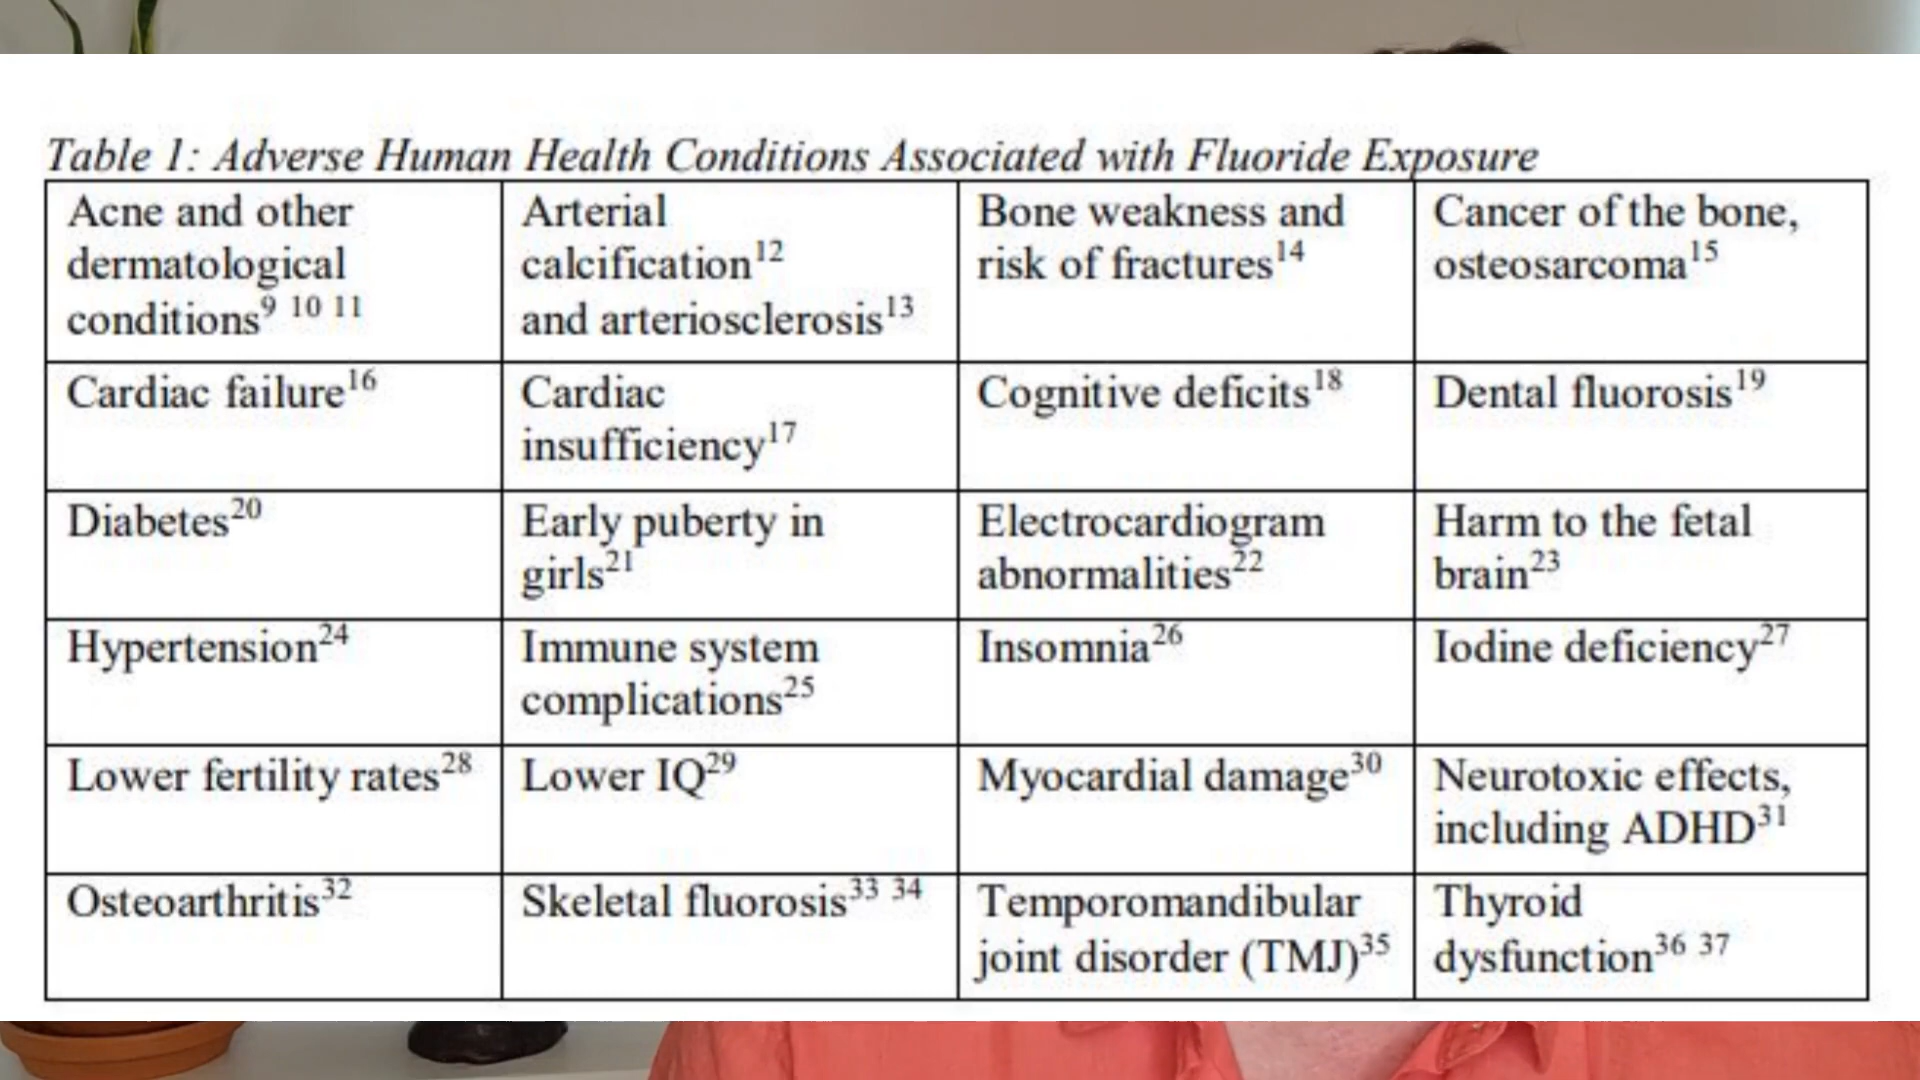 Table 1: Adverse Human Health Conditions Associated with Fluoride Exposure
Acne and other
dermatological
conditions⁹ ¹⁰ ¹¹
Arterial
calcification¹²
and arteriosclerosis¹³
Bone weakness and
risk of fractures¹⁴
Cancer of the bone,
osteosarcoma¹⁵
Cardiac failure¹⁶
Cardiac
insufficiency¹⁷
Cognitive deficits¹⁸
Dental fluorosis¹⁹
Diabetes²⁰
Early puberty in
girls²¹
Electrocardiogram
abnormalities²²
Harm to the fetal
brain²³
Hypertension²⁴
Immune system
complications²⁵
Insomnia²⁶
Iodine deficiency²⁷
Lower fertility rates²⁸
Lower IQ²⁹
Myocardial damage³⁰
Neurotoxic effects,
including ADHD³¹
Osteoarthritis³²
Skeletal fluorosis³³ ³⁴
Temporomandibular
joint disorder (TMJ)³⁵
Thyroid
dysfunction³⁶ ³⁷